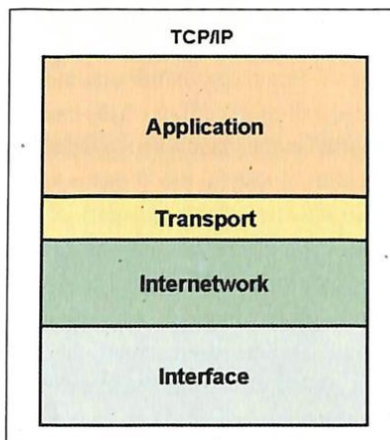 TCP/IP
Application
Transport
Internetwork
Interface